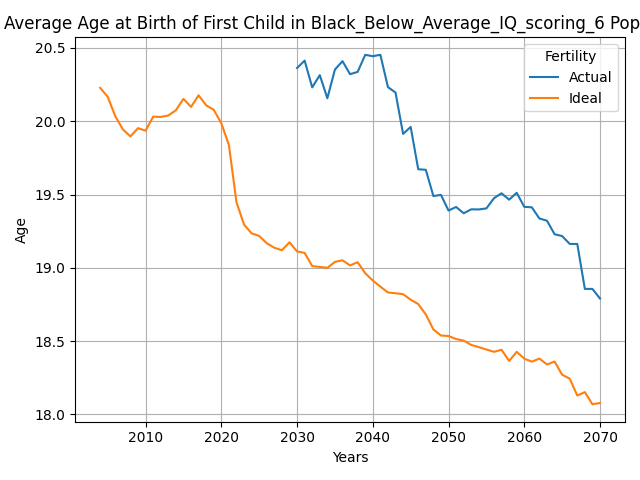 Average Age at Birth of First Child in Black_Below_Average_IQ_scoring_6 Pop
20.5
20.0
19.5
19.0
18.5
18.0
Age
Fertility
Actual
Ideal
2010 2020 2030 2040 2050 2060 2070
Years